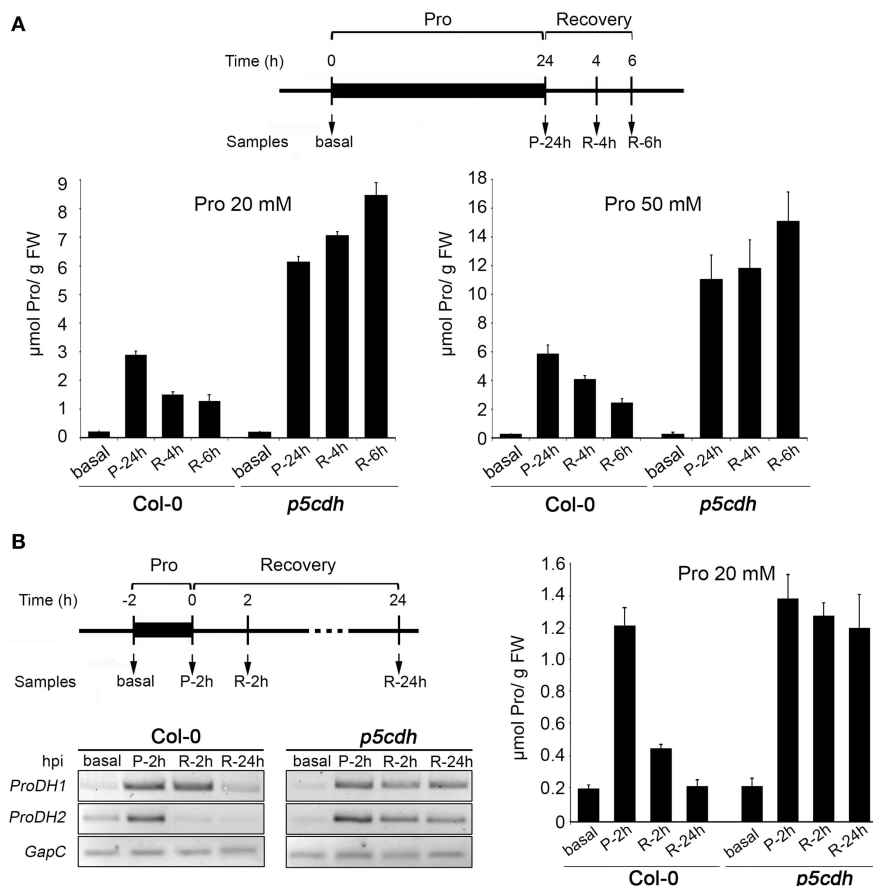 A
Pro Recovery
Time (h) 0 24 4 6
Samples basal P-24h R-4h R-6h
Pro 20 mM
µmol Pro/ g FW
9
8
7
6
5
4
3
2
1
0
basal P-24h R-4h R-6h basal P-24h R-4h R-6h
Col-0 p5cdh
Pro 50 mM
µmol Pro/ g FW
18
16
14
12
10
8
6
4
2
0
basal P-24h R-4h R-6h basal P-24h R-4h R-6h
Col-0 p5cdh
B
Pro Recovery
Time (h) -2 0 2 24
Samples basal P-2h R-2h R-24h
Col-0 p5cdh
hpi basal P-2h R-2h R-24h basal P-2h R-2h R-24h
ProDH1
ProDH2
GapC
Pro 20 mM
µmol Pro/ g FW
1.6
1.4
1.2
1.0
0.8
0.6
0.4
0.2
0
basal P-2h R-2h R-24h basal P-2h R-2h R-24h
Col-0 p5cdh